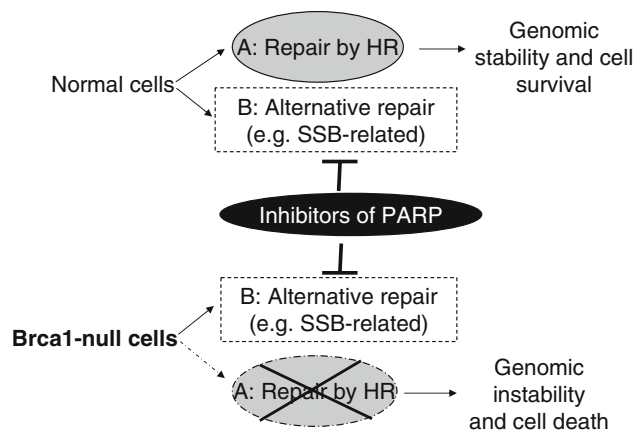 A: Repair by HR
Genomic
stability and cell
survival
Normal cells
B: Alternative repair
(e.g. SSB-related)
Inhibitors of PARP
B: Alternative repair
(e.g. SSB-related)
Brca1-null cells
A: Repair by HR
Genomic
instability
and cell death